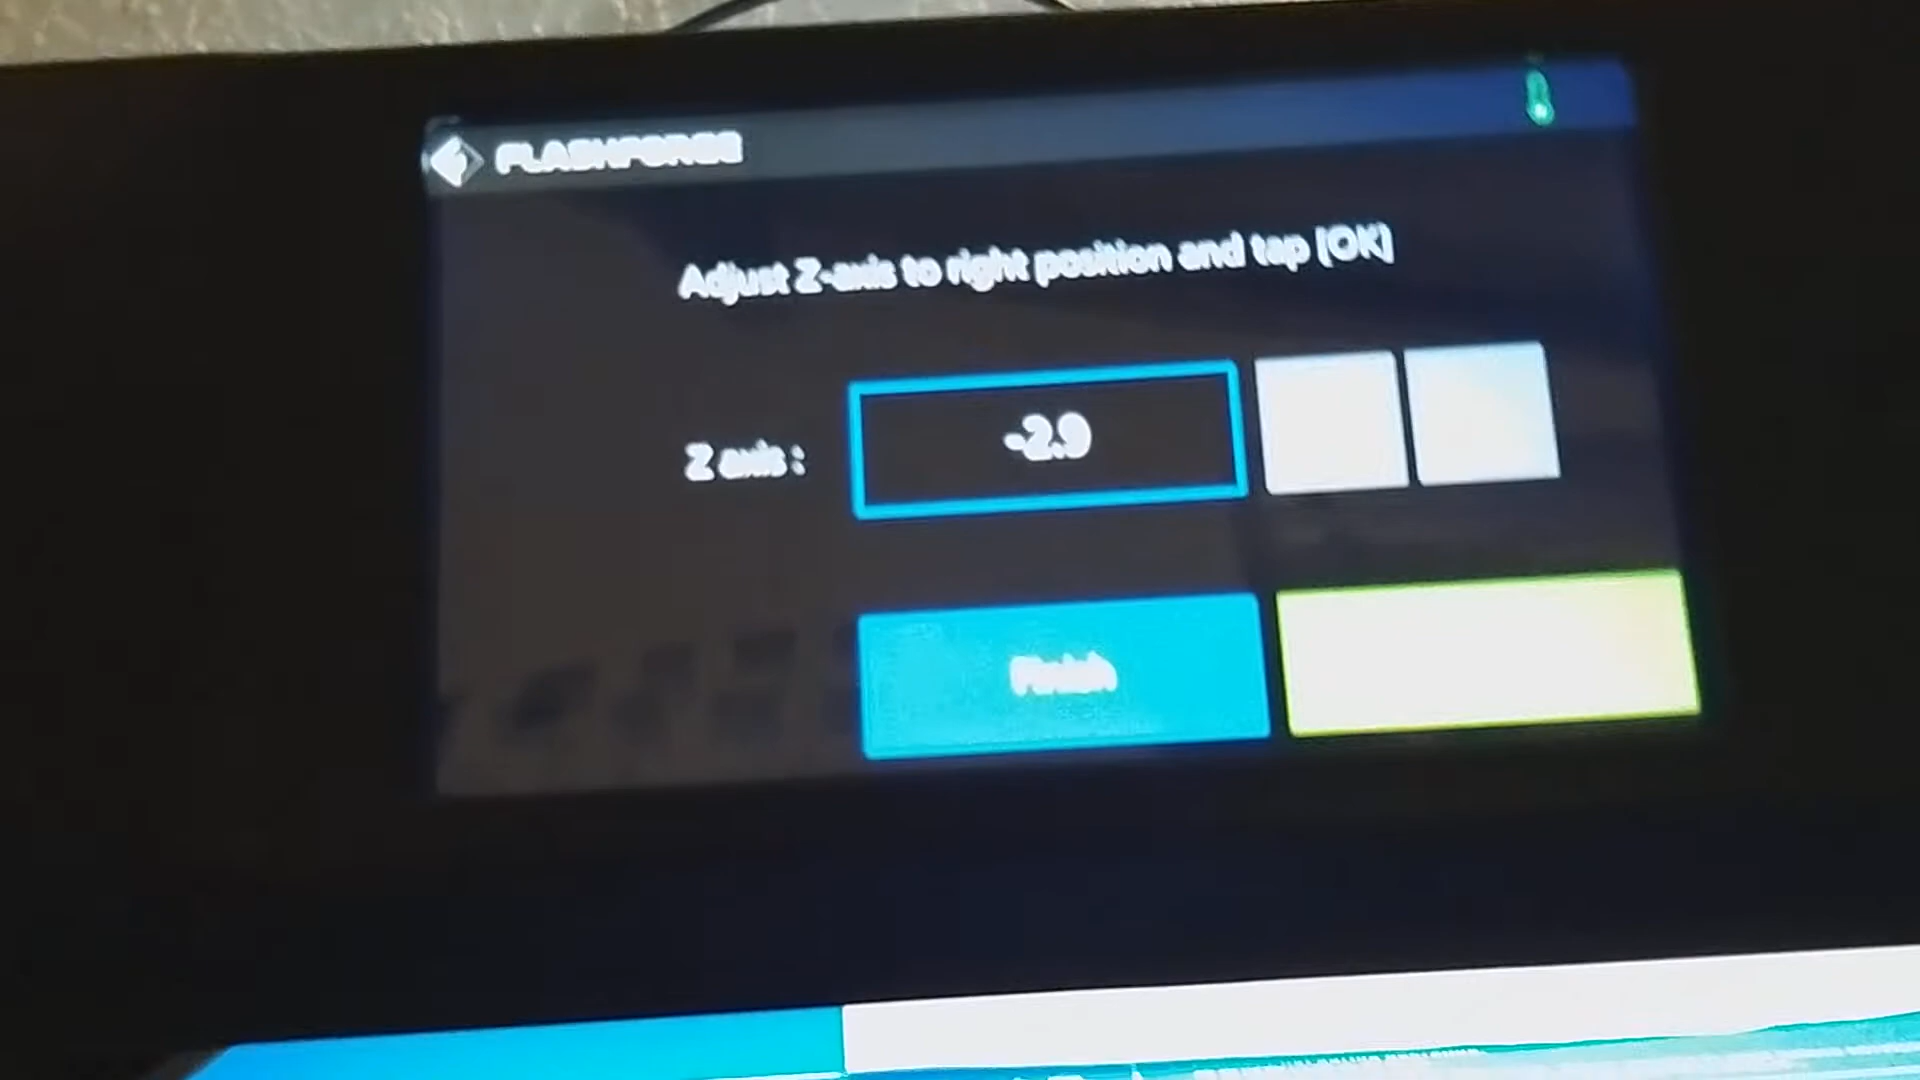 FLASHFORGE
Adjust Z-axis to right position and tap [OK]
Z axis : -2.9
Finish